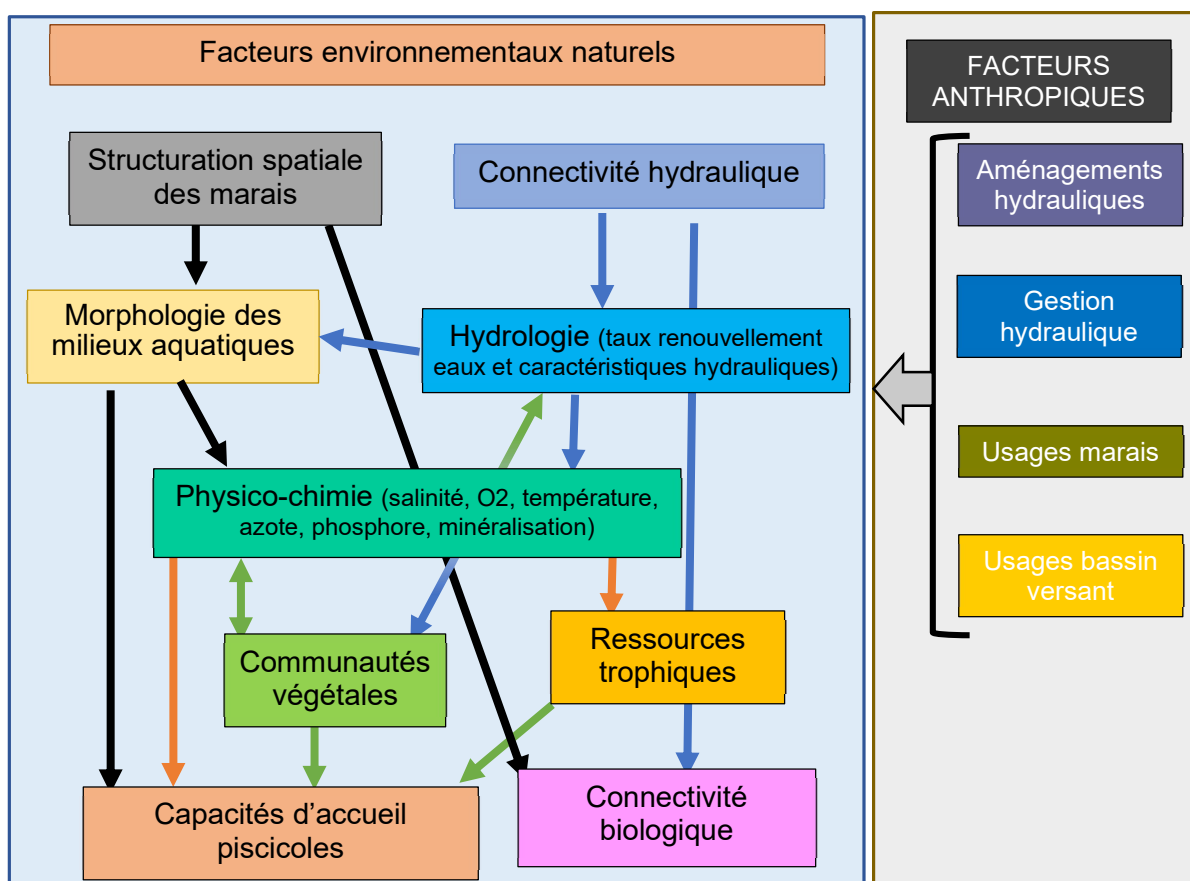 Facteurs environnementaux naturels
FACTEURS
ANTHROPIQUES
Structuration spatiale
des marais
Connectivité hydraulique
Aménagements
hydrauliques
Morphologie des
milieux aquatiques
Hydrologie (taux renouvellement
eaux et caractéristiques hydrauliques)
Gestion
hydraulique
Physico-chimie (salinité, O2, température,
azote, phosphore, minéralisation)
Usages marais
Communautés
végétales
Ressources
trophiques
Usages bassin
versant
Capacités d'accueil
piscicoles
Connectivité
biologique